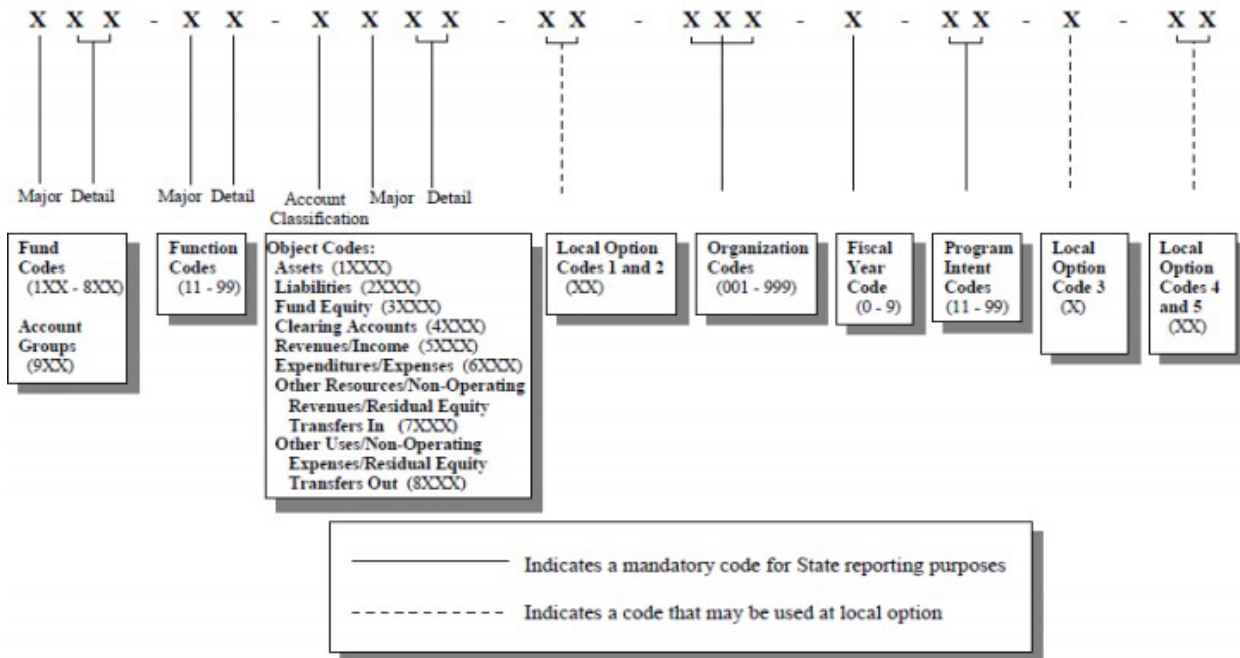 X X X - X X - X X X X - X X - X X X - X - X X - X - X X
Major Detail
Major Detail
Account
Classification
Major Detail
Fund
Codes
(1XX - 8XX)
Account
Groups
(9XX)
Function
Codes
(11 - 99)
Object Codes:
Assets (1XXX)
Liabilities (2XXX)
Fund Equity (3XXX)
Clearing Accounts (4XXX)
Revenues/Income (5XXX)
Expenditures/Expenses (6XXX)
Other Resources/Non-Operating
Revenues/Residual Equity
Transfers In (7XXX)
Other Uses/Non-Operating
Expenses/Residual Equity
Transfers Out (8XXX)
Local Option
Codes 1 and 2
(XX)
Organization
Codes
(001 - 999)
Fiscal
Year
Code
(0 - 9)
Program
Intent
Codes
(11 - 99)
Local
Option
Code 3
(X)
Local
Option
Codes 4
and 5
(XX)
Indicates a mandatory code for State reporting purposes
Indicates a code that may be used at local option